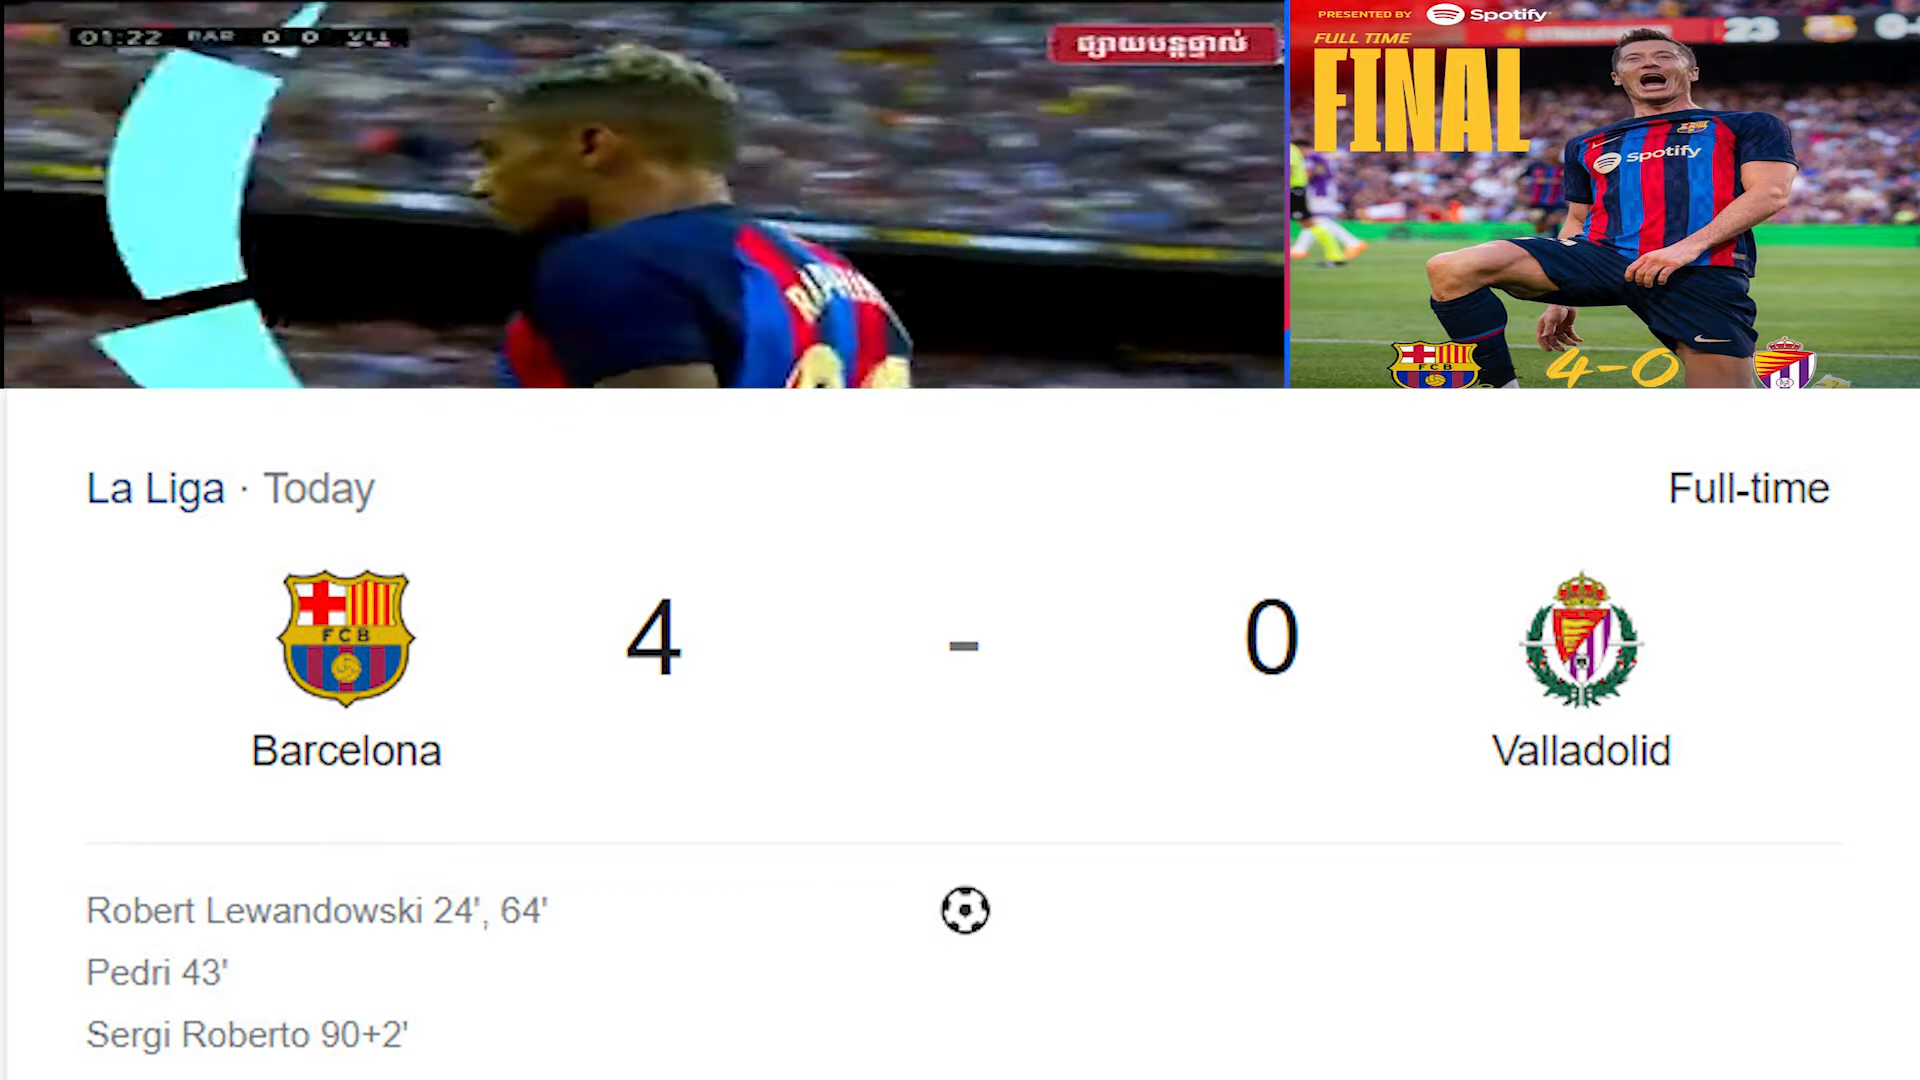 01:22 BAR 0 0 VLL
ផ្សាយបន្តផ្ទាល់
PRESENTED BY Spotify
FULL TIME
FINAL
23
Spotify
FCB
4-0
La Liga · Today
Full-time
FCB
4 - 0
Barcelona
Valladolid
Robert Lewandowski 24', 64'
Pedri 43'
Sergi Roberto 90+2'